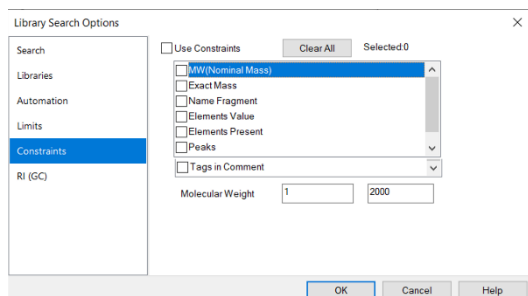 Library Search Options
Search
Libraries
Automation
Limits
Constraints
RI (GC)
Use Constraints
Clear All
Selected:0
MW(Nominal Mass)
Exact Mass
Name Fragment
Elements Value
Elements Present
Peaks
Tags in Comment
Molecular Weight 1 2000
OK Cancel Help